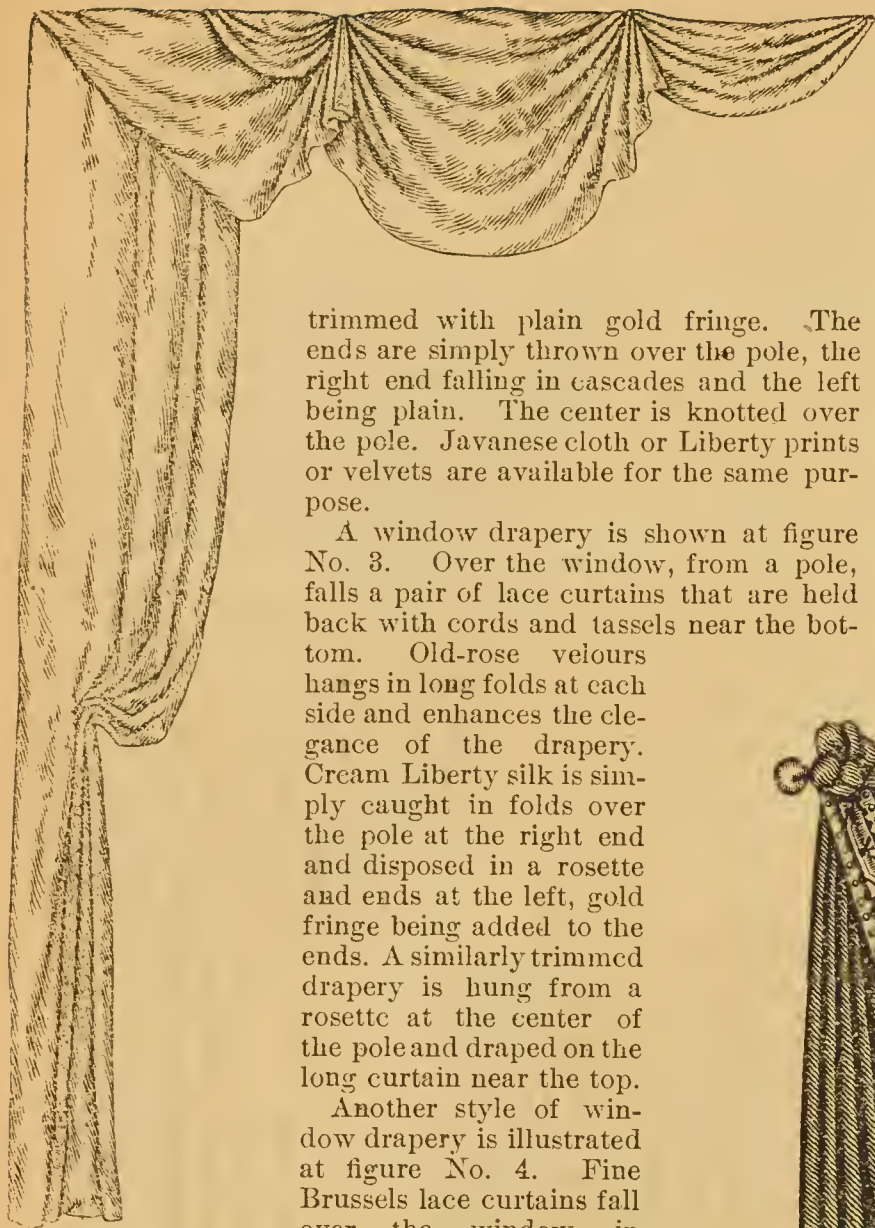 trimmed with plain gold fringe. The
ends are simply thrown over the pole, the
right end falling in cascades and the left
being plain. The center is knotted over
the pole. Javanese cloth or Liberty prints
or velvets are available for the same pur-
pose.
A window drapery is shown at figure
No. 3. Over the window, from a pole,
falls a pair of lace curtains that are held
back with cords and tassels near the bot-
tom. Old-rose velours
hangs in long folds at each
side and enhances the ele-
gance of the drapery.
Cream Liberty silk is sim-
ply caught in folds over
the pole at the right end
and disposed in a rosette
and ends at the left, gold
fringe being added to the
ends. A similarly trimmed
drapery is hung from a
rosette at the center of
the pole and draped on the
long curtain near the top.
Another style of win-
dow drapery is illustrated
at figure No. 4. Fine
Brussels lace curtains fall
over the window in